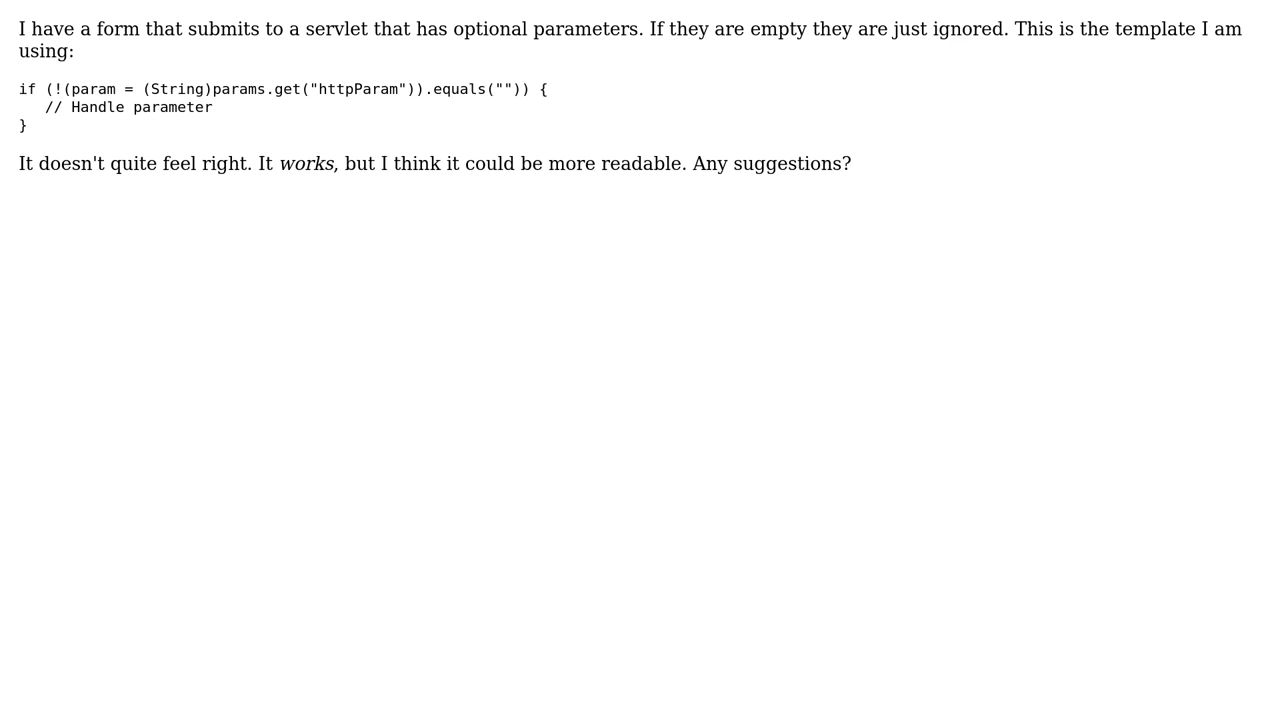 I have a form that submits to a servlet that has optional parameters. If they are empty they are just ignored. This is the template I am
using:
if (!(param = (String)params.get("httpParam")).equals("")) {
   // Handle parameter
}
It doesn't quite feel right. It works, but I think it could be more readable. Any suggestions?